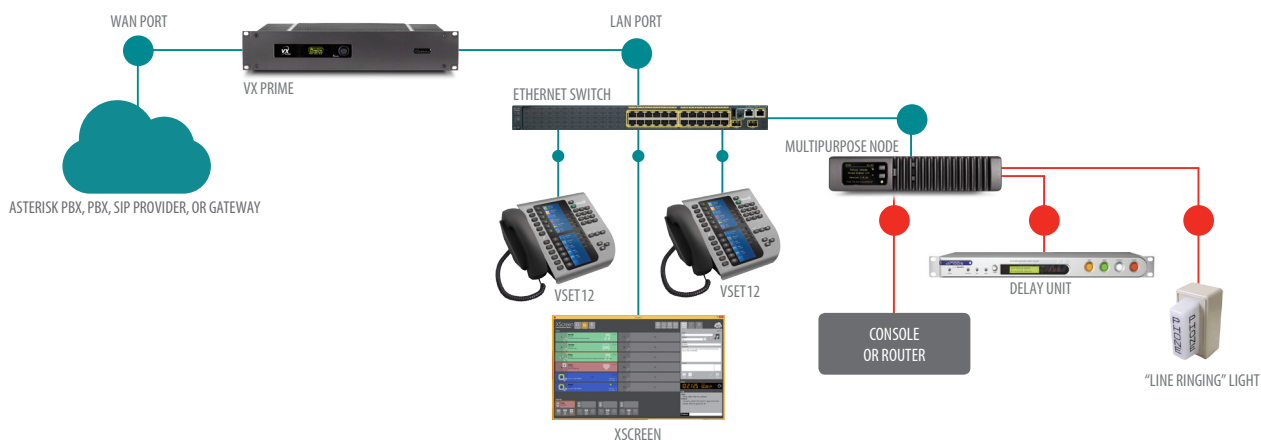 WAN PORT
LAN PORT
VX
VX PRIME
ETHERNET SWITCH
MULTIPURPOSE NODE
ASTERISK PBX, PBX, SIP PROVIDER, OR GATEWAY
VSET12
VSET12
DELAY UNIT
CONSOLE
OR ROUTER
"LINE RINGING" LIGHT
XSCREEN